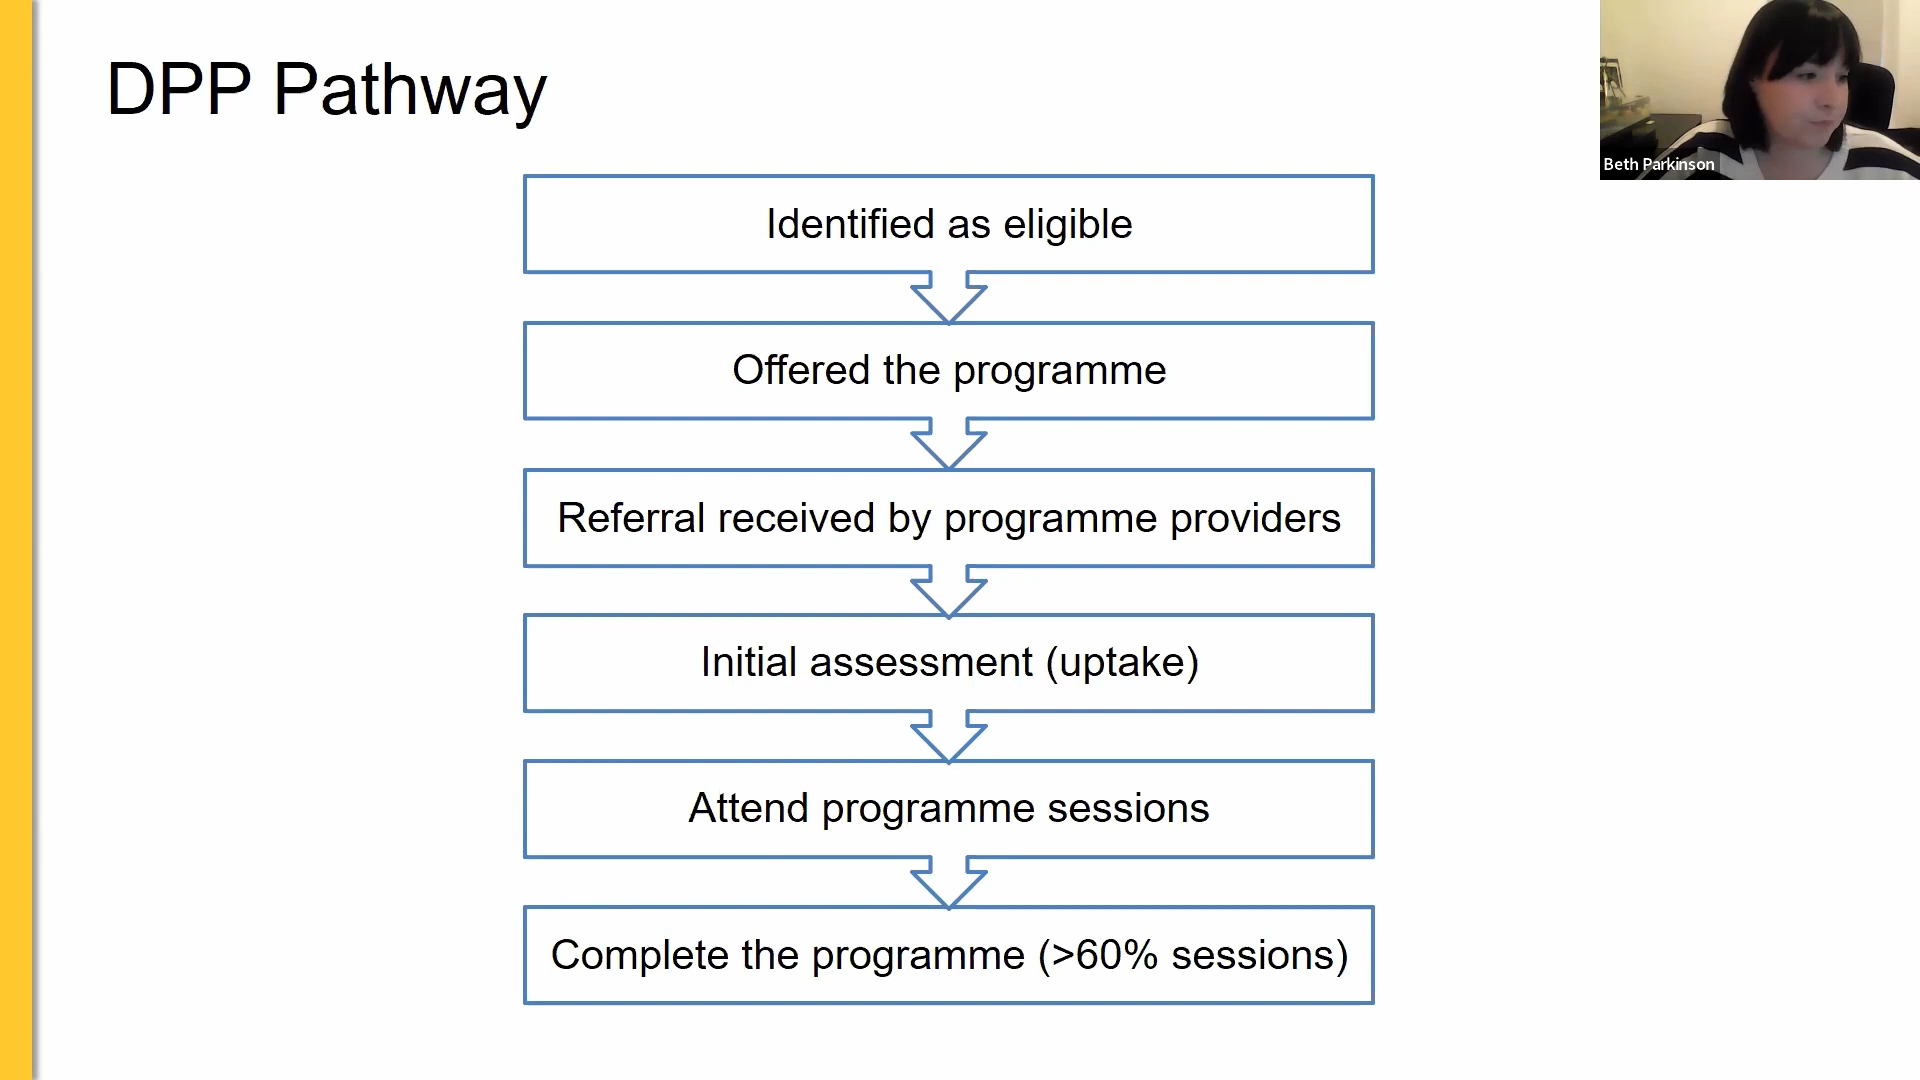 DPP Pathway
Beth Parkinson
Identified as eligible
Offered the programme
Referral received by programme providers
Initial assessment (uptake)
Attend programme sessions
Complete the programme (>60% sessions)